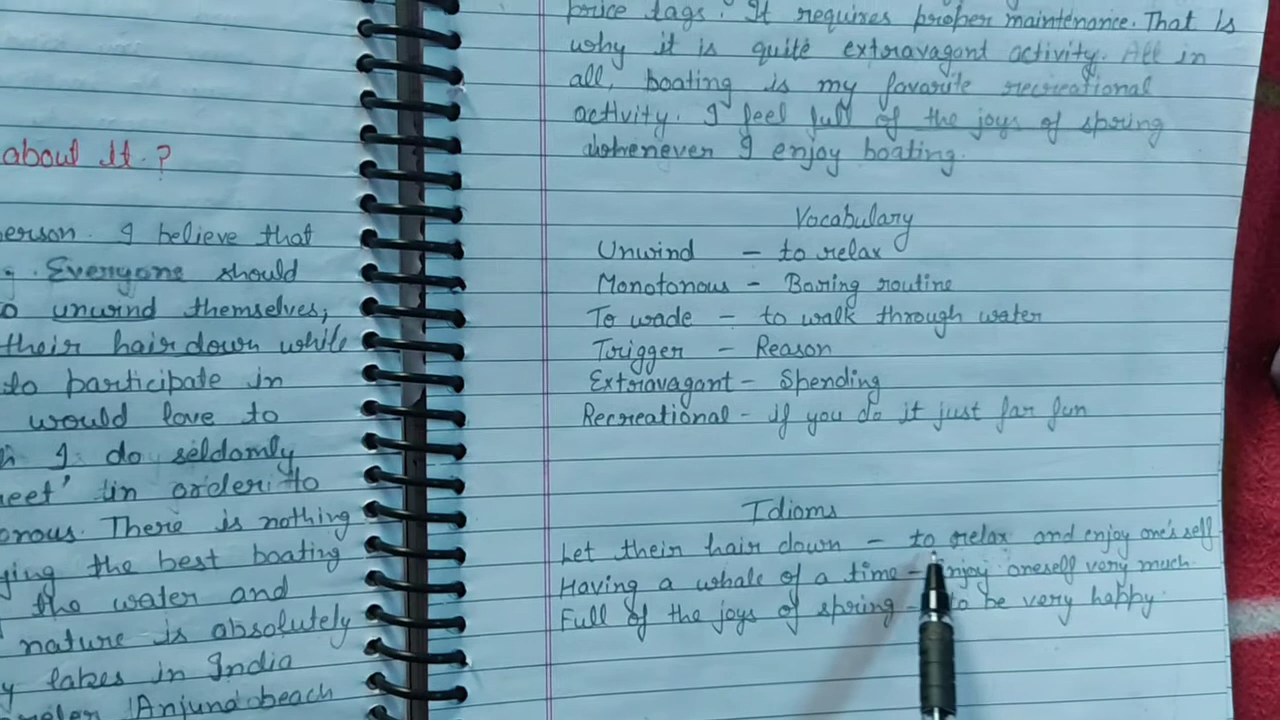 about It ?
person. I believe that
Everyone should
unwind themselves,
their hair down while
to participate in
would love to
I do seldomly
in order to
There is nothing
the best boating
the water and
nature is absolutely
lakes in India
Anjuna beach
price tags. It requires proper maintenance. That is
why it is quite extravagant activity. All in
all, boating is my favorite recreational
activity. I feel full of the joys of spring
whenever I enjoy boating.
Vocabulary
Unwind - to relax
Monotonous - Boring routine
To wade - to walk through water
Trigger - Reason
Extravagant - Spending
Recreational - if you do it just for fun
Idioms
Let their hair down - to relax and enjoy one's self
Having a whale of a time - Enjoy oneself very much.
Full of the joys of spring - to be very happy.